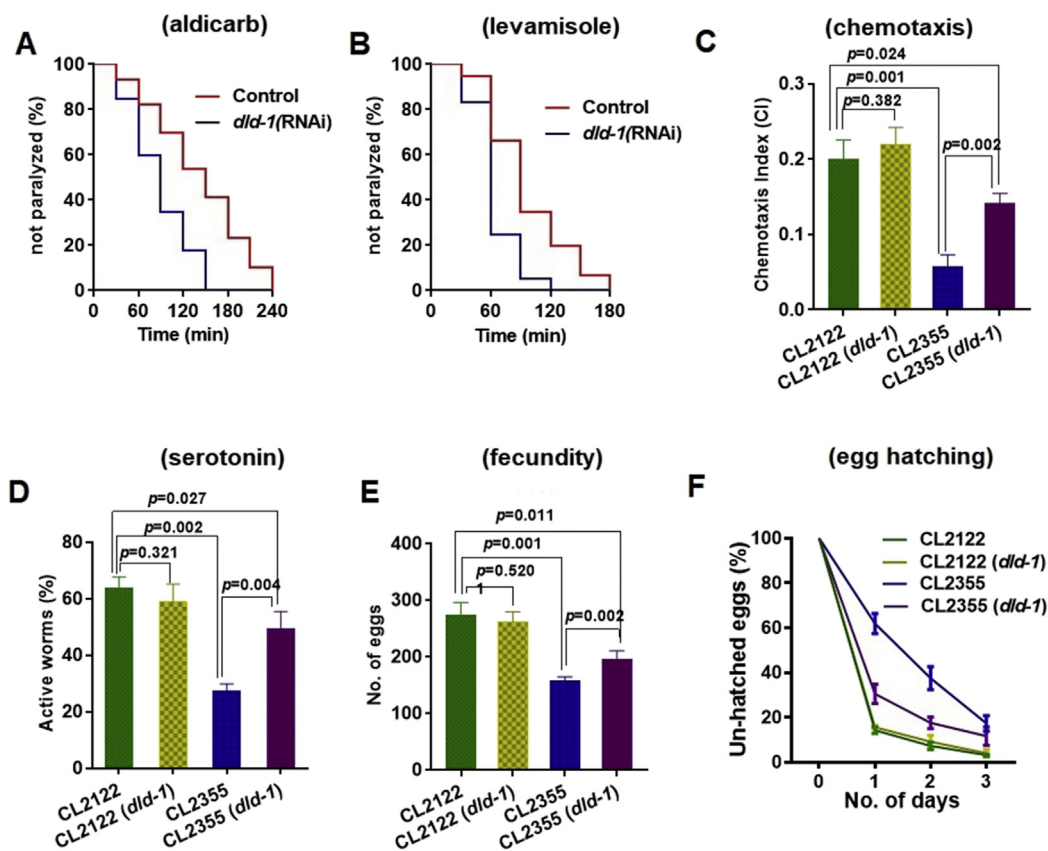 (aldicarb)
A
not paralyzed (%)
100
80
60
40
20
0
Control
dld-1(RNAi)
0 60 120 180 240
Time (min)
(levamisole)
B
not paralyzed (%)
100
80
60
40
20
0
Control
dld-1(RNAi)
0 60 120 180
Time (min)
(chemotaxis)
C
p=0.024
p=0.001
p=0.382
p=0.002
Chemotaxis Index (CI)
0.3
0.2
0.1
0.0
CL2122
CL2122 (dld-1)
CL2355
CL2355 (dld-1)
(serotonin)
D
p=0.027
p=0.002
p=0.321
p=0.004
Active worms (%)
80
60
40
20
0
CL2122
CL2122 (dld-1)
CL2355
CL2355 (dld-1)
(fecundity)
E
p=0.011
p=0.001
p=0.520
1
p=0.002
No. of eggs
400
300
200
100
0
CL2122
CL2122 (dld-1)
CL2355
CL2355 (dld-1)
(egg hatching)
F
Un-hatched eggs (%)
100
80
60
40
20
0
CL2122
CL2122 (dld-1)
CL2355
CL2355 (dld-1)
0 1 2 3
No. of days